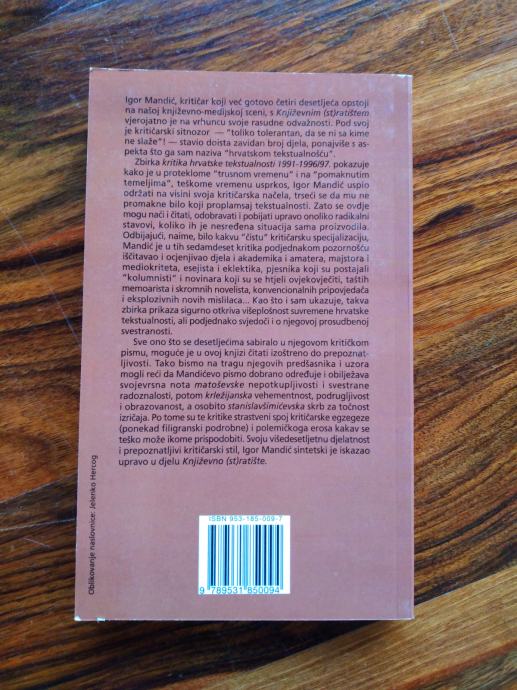 Igor Mandić, kritičar koji već gotovo četiri desetljeća opstoji
na našoj književno-medijskoj sceni, s Književnim (st)ratištem
vjerojatno je na vrhuncu svoje rasudne odvažnosti. Pod svoj
je kritičarski sitnozor — "toliko tolerantan, da se ni sa kime
ne slaže"! — stavio doista zavidan broj djela, ponajviše s as-
pekta što ga sam naziva "hrvatskom tekstualnošću".
Zbirka kritika hrvatske tekstualnosti 1991-1996/97. pokazuje
kako je u proteklome "trusnom vremenu" i na "pomaknutim
temeljima", teškome vremenu usprkos, Igor Mandić uspio
održati na visini svoja kritičarska načela, trseći se da mu ne
promakne bilo koji proplamsaj tekstualnosti. Zato se ovdje
mogu naći i čitati, odobravati i pobijati upravo onoliko radikalni
stavovi, koliko ih je nesređena situacija sama proizvodila.
Odbijajući, naime, bilo kakvu "čistu" kritičarsku specijalizaciju,
Mandić je u tih sedamdeset kritika podjednakom pozornošću
iščitavao i ocjenjivao djela i akademika i amatera, majstora i
mediokriteta, esejista i eklektika, pjesnika koji su postajali
"kolumnisti" i novinara koji su se htjeli ovjekovječiti, taštih
memoarista i skromnih novelista, konvencionalnih pripovjedača
i eksplozivnih novih mislilaca... Kao što i sam ukazuje, takva
zbirka prikaza sigurno otkriva višeplošnost suvremene hrvatske
tekstualnosti, ali podjednako svjedoči i o njegovoj prosudbenoj
svestranosti.
Sve ono što se desetljećima sabiralo u njegovom kritičkom
pismu, moguće je u ovoj knjizi čitati izoštreno do prepoznat-
ljivosti. Tako bismo na tragu njegovih predšasnika i uzora
mogli reći da Mandićevo pismo dobrano određuje i obilježava
svojevrsna nota matoševske nepotkupljivosti i svestrane
radoznalosti, potom krležijanska vehementnost, podrugljivost
i obrazovanost, a osobito stanislavšimićevska skrb za točnost
izričaja. Po tome su te kritike strastveni spoj kritičarske egzegeze
(ponekad filigranski podrobne) i polemičkoga erosa kakav se
teško može ikome prispodobiti. Svoju višedesetljetnu djelatnost
i prepoznatljivi kritičarski stil, Igor Mandić sintetski je iskazao
upravo u djelu Književno (st)ratište.
Oblikovanje naslovnice: Jelenko Hercog
ISBN 953-185-009-7
9 789531 850094